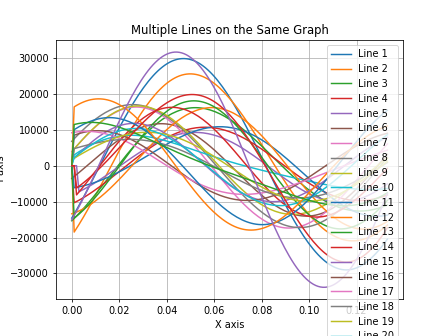 Multiple Lines on the Same Graph
30000
20000
10000
0
−10000
−20000
−30000
0.00
0.02
0.04
0.06
0.08
0.10
X axis
axis
Line 1
Line 2
Line 3
Line 4
Line 5
Line 6
Line 7
Line 8
Line 9
Line 10
Line 11
Line 12
Line 13
Line 14
Line 15
Line 16
Line 17
Line 18
Line 19
Line 20